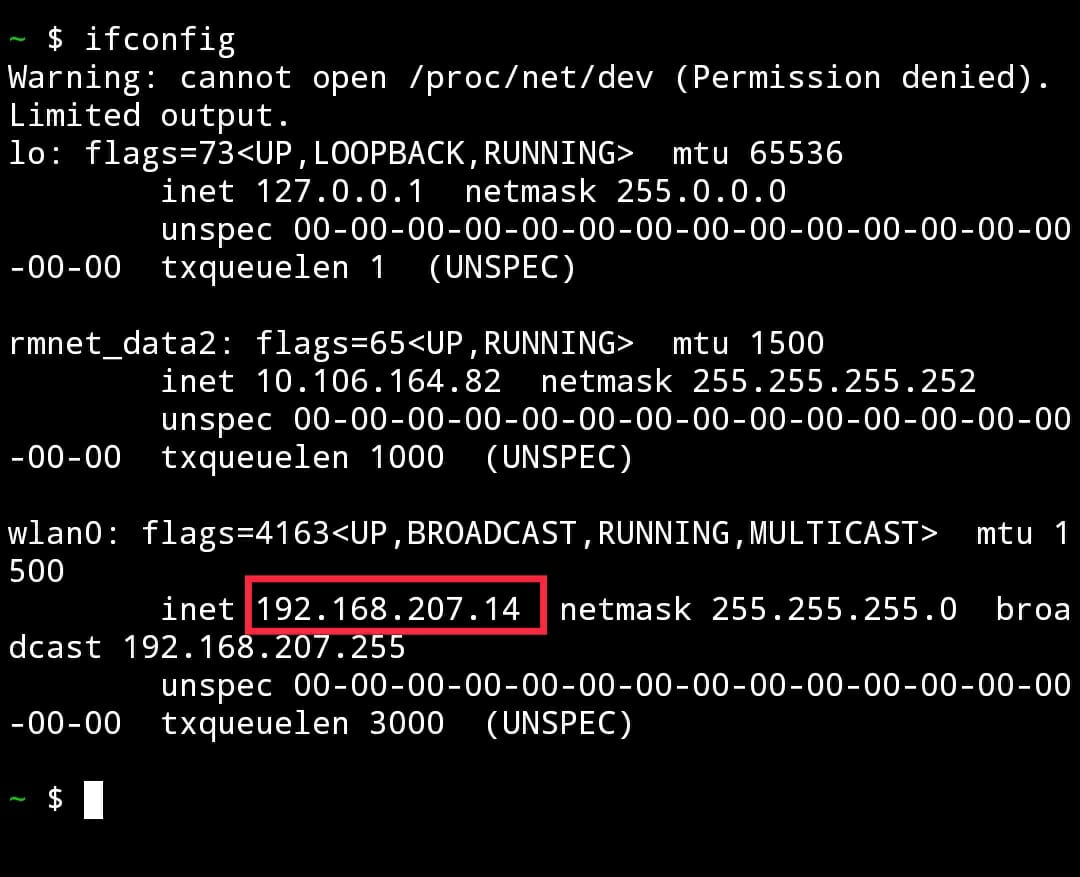 ~ $ ifconfig
Warning: cannot open /proc/net/dev (Permission denied).
Limited output.
lo: flags=73<UP,LOOPBACK,RUNNING>  mtu 65536
        inet 127.0.0.1  netmask 255.0.0.0
        unspec 00-00-00-00-00-00-00-00-00-00-00-00-00-00
-00-00  txqueuelen 1  (UNSPEC)

rmnet_data2: flags=65<UP,RUNNING>  mtu 1500
        inet 10.106.164.82  netmask 255.255.255.252
        unspec 00-00-00-00-00-00-00-00-00-00-00-00-00-00
-00-00  txqueuelen 1000  (UNSPEC)

wlan0: flags=4163<UP,BROADCAST,RUNNING,MULTICAST>  mtu 1
500
        inet 192.168.207.14  netmask 255.255.255.0  broa
dcast 192.168.207.255
        unspec 00-00-00-00-00-00-00-00-00-00-00-00-00-00
-00-00  txqueuelen 3000  (UNSPEC)

~ $